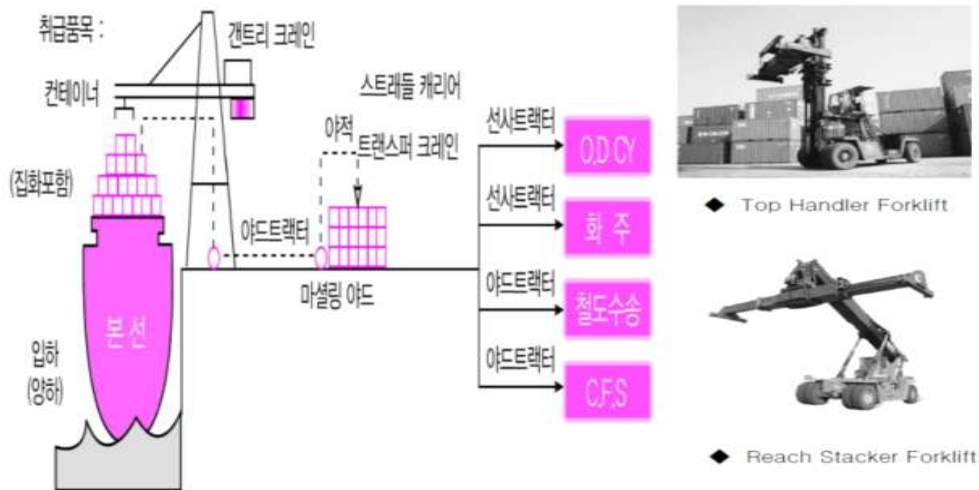 취급품목 :
갠트리 크레인
컨테이너
(집화포함)
스트래들 캐리어
야적
트랜스퍼 크레인
야드트랙터
마셜링 야드
본 선
입하
(양하)
선사트랙터
O.D CY
선사트랙터
화 주
야드트랙터
철도수송
야드트랙터
C.F.S
◆ Top Handler Forklift
◆ Reach Stacker Forklift